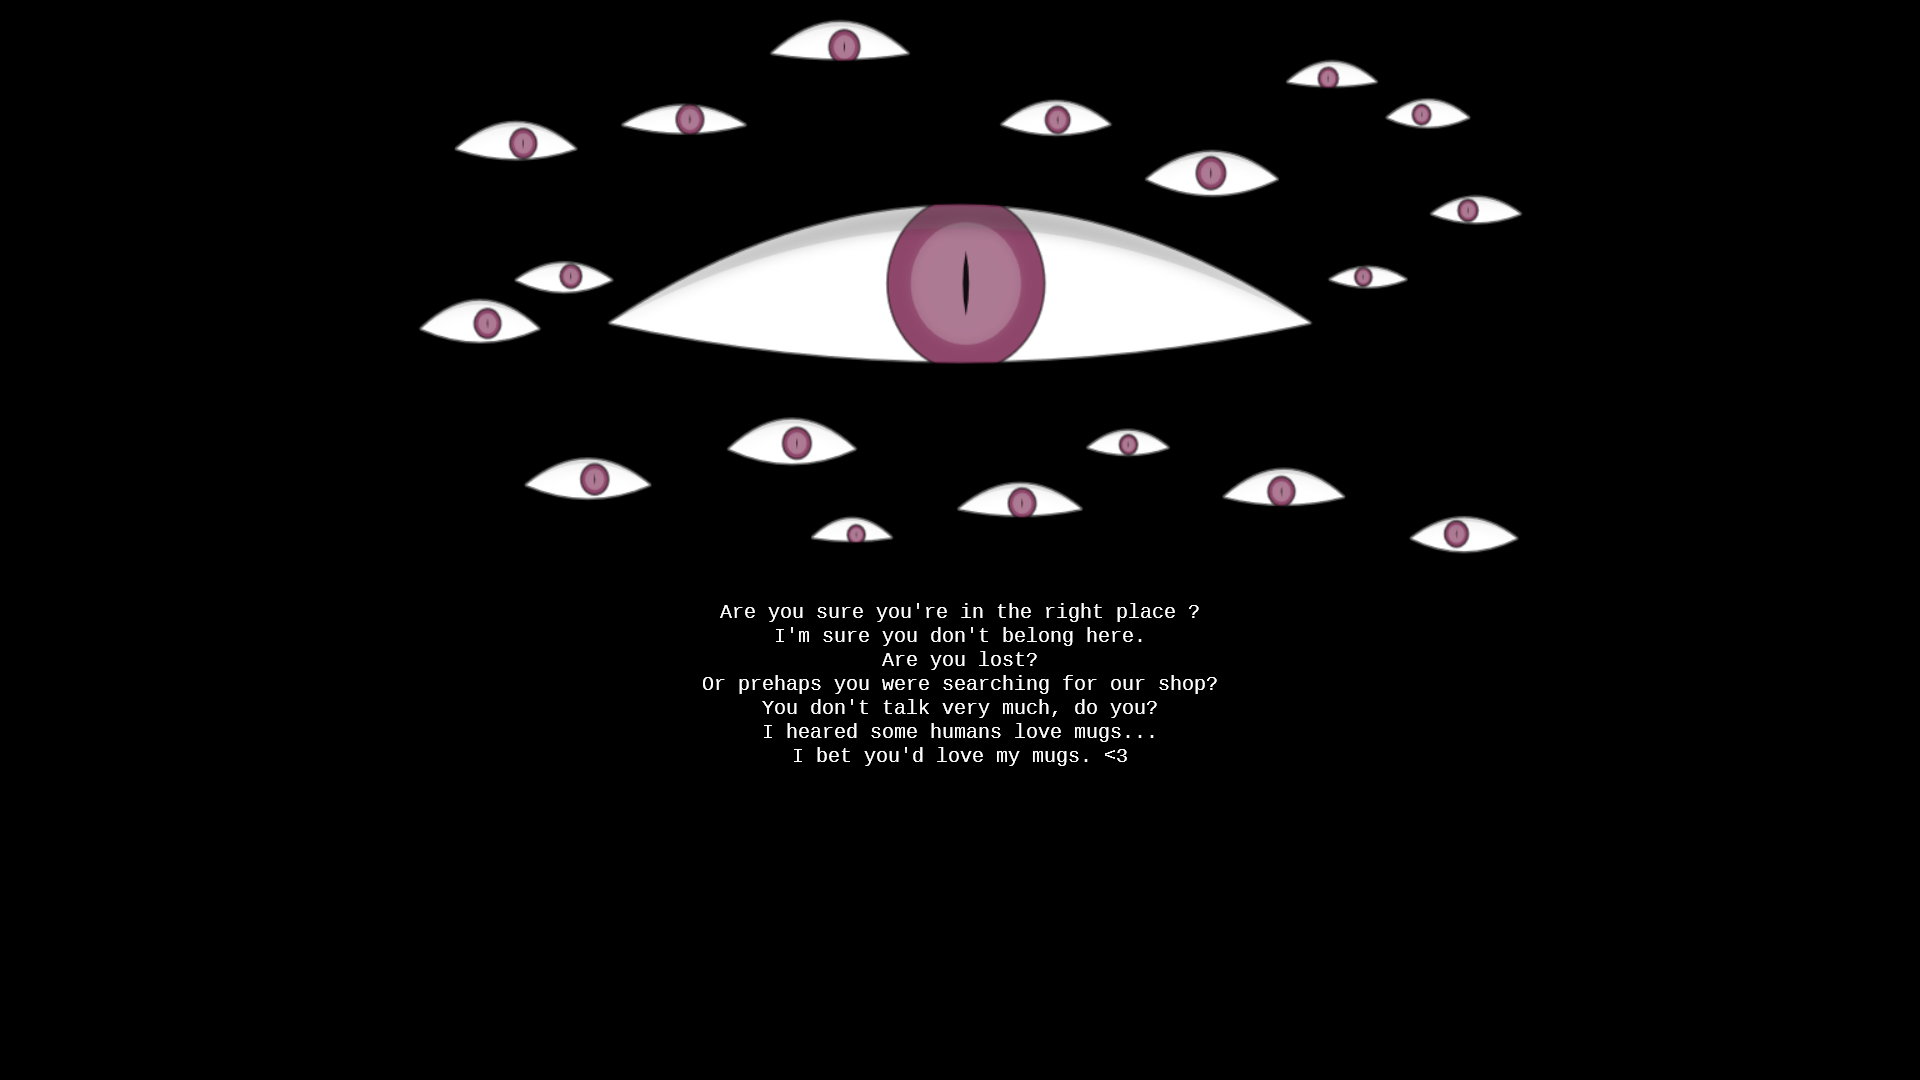 Are you sure you're in the right place ?
I'm sure you don't belong here.
Are you lost?
Or prehaps you were searching for our shop?
You don't talk very much, do you?
I heared some humans love mugs...
I bet you'd love my mugs. <3